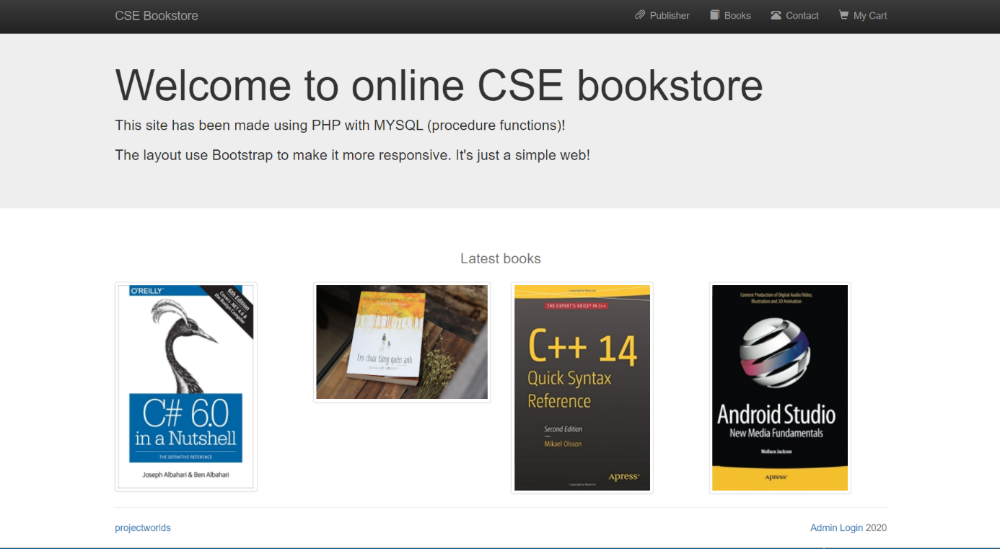 CSE Bookstore
Publisher
Books
Contact
My Cart
Welcome to online CSE bookstore
This site has been made using PHP with MYSQL (procedure functions)!
The layout use Bootstrap to make it more responsive. It's just a simple web!
Latest books
O'REILLY
6th Edition
Covers .NET 4.6 &
the Roslyn Compiler
C# 6.0
in a Nutshell
THE DEFINITIVE REFERENCE
Joseph Albahari & Ben Albahari
Em chưa từng quên anh
Copyrighted Material
THE EXPERT'S VOICE® IN C++
C++ 14
Quick Syntax
Reference
Second Edition
Mikael Olsson
Apress®
Copyrighted Material
Content Production of Digital Audio/Video,
Illustration and 3D Animation
Android Studio
New Media Fundamentals
Wallace Jackson
Apress®
projectworlds
Admin Login 2020